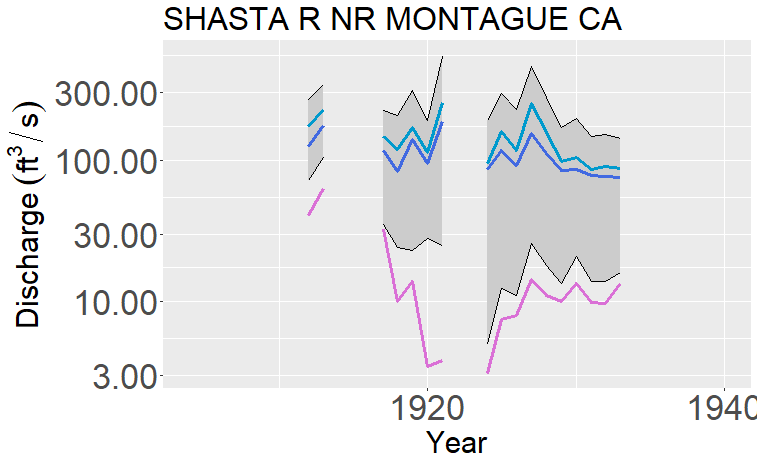 SHASTA R NR MONTAGUE CA
Discharge (ft³/s)
300.00
100.00
30.00
10.00
3.00
1920
1940
Year